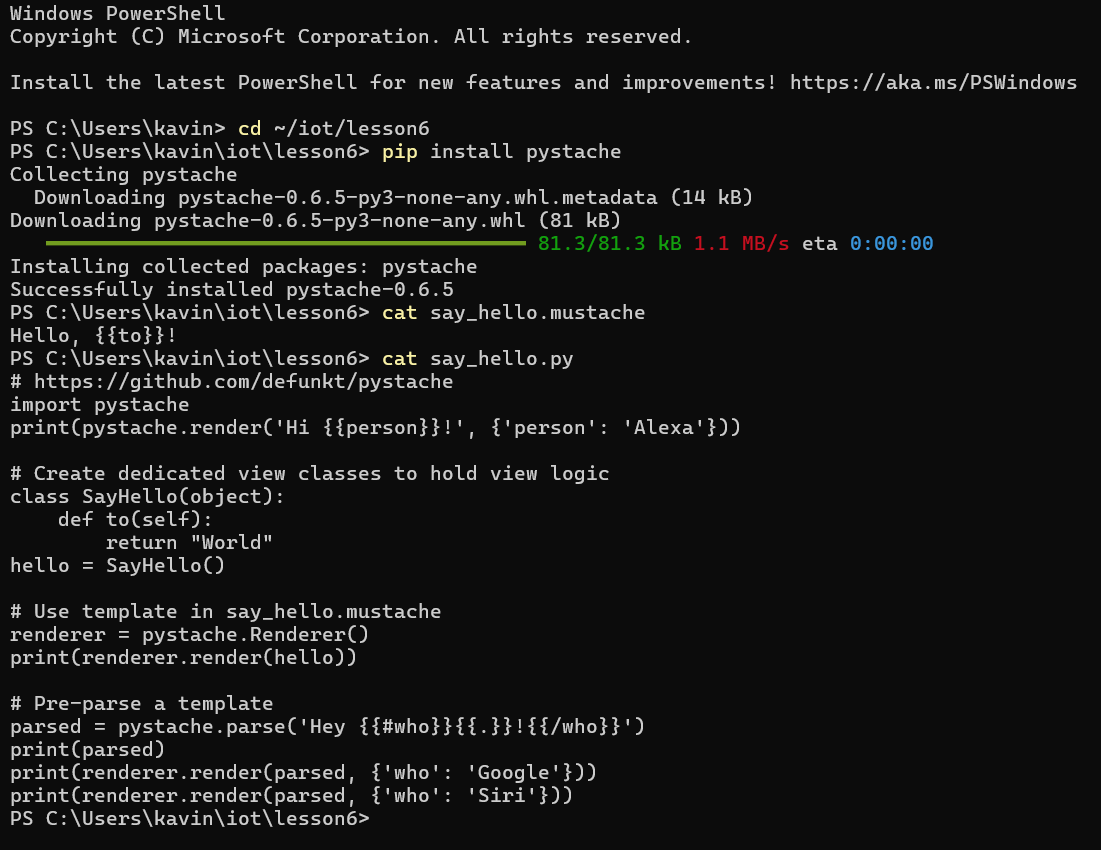 Windows PowerShell
Copyright (C) Microsoft Corporation. All rights reserved.

Install the latest PowerShell for new features and improvements! https://aka.ms/PSWindows

PS C:\Users\kavin> cd ~/iot/lesson6
PS C:\Users\kavin\iot\lesson6> pip install pystache
Collecting pystache
  Downloading pystache-0.6.5-py3-none-any.whl.metadata (14 kB)
Downloading pystache-0.6.5-py3-none-any.whl (81 kB)
81.3/81.3 kB 1.1 MB/s eta 0:00:00
Installing collected packages: pystache
Successfully installed pystache-0.6.5
PS C:\Users\kavin\iot\lesson6> cat say_hello.mustache
Hello, {{to}}!
PS C:\Users\kavin\iot\lesson6> cat say_hello.py
# https://github.com/defunkt/pystache
import pystache
print(pystache.render('Hi {{person}}!', {'person': 'Alexa'}))

# Create dedicated view classes to hold view logic
class SayHello(object):
    def to(self):
        return "World"
hello = SayHello()

# Use template in say_hello.mustache
renderer = pystache.Renderer()
print(renderer.render(hello))

# Pre-parse a template
parsed = pystache.parse('Hey {{#who}}{{.}}!{{/who}}')
print(parsed)
print(renderer.render(parsed, {'who': 'Google'}))
print(renderer.render(parsed, {'who': 'Siri'}))
PS C:\Users\kavin\iot\lesson6>